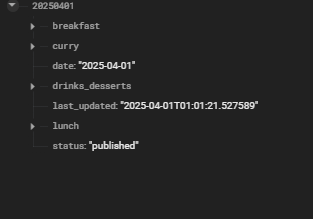 20250401
breakfast
curry
date: "2025-04-01"
drinks_desserts
last_updated: "2025-04-01T01:01:21.527589"
lunch
status: "published"